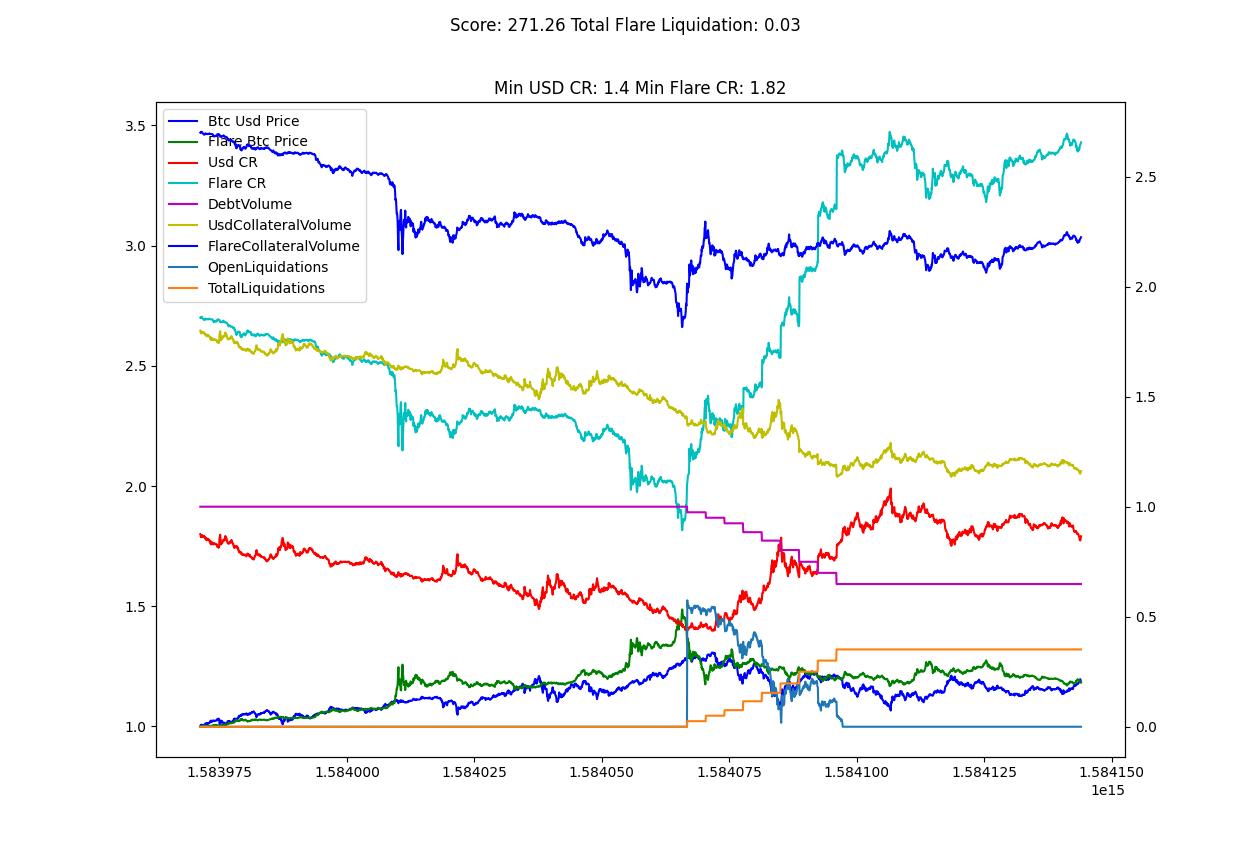 Score: 271.26 Total Flare Liquidation: 0.03
Min USD CR: 1.4 Min Flare CR: 1.82
Btc Usd Price
Flare Btc Price
Usd CR
Flare CR
DebtVolume
UsdCollateralVolume
FlareCollateralVolume
OpenLiquidations
TotalLiquidations
3.5
3.0
2.5
2.0
1.5
1.0
2.5
2.0
1.5
1.0
0.5
0.0
1.583975
1.584000
1.584025
1.584050
1.584075
1.584100
1.584125
1.584150
1e15